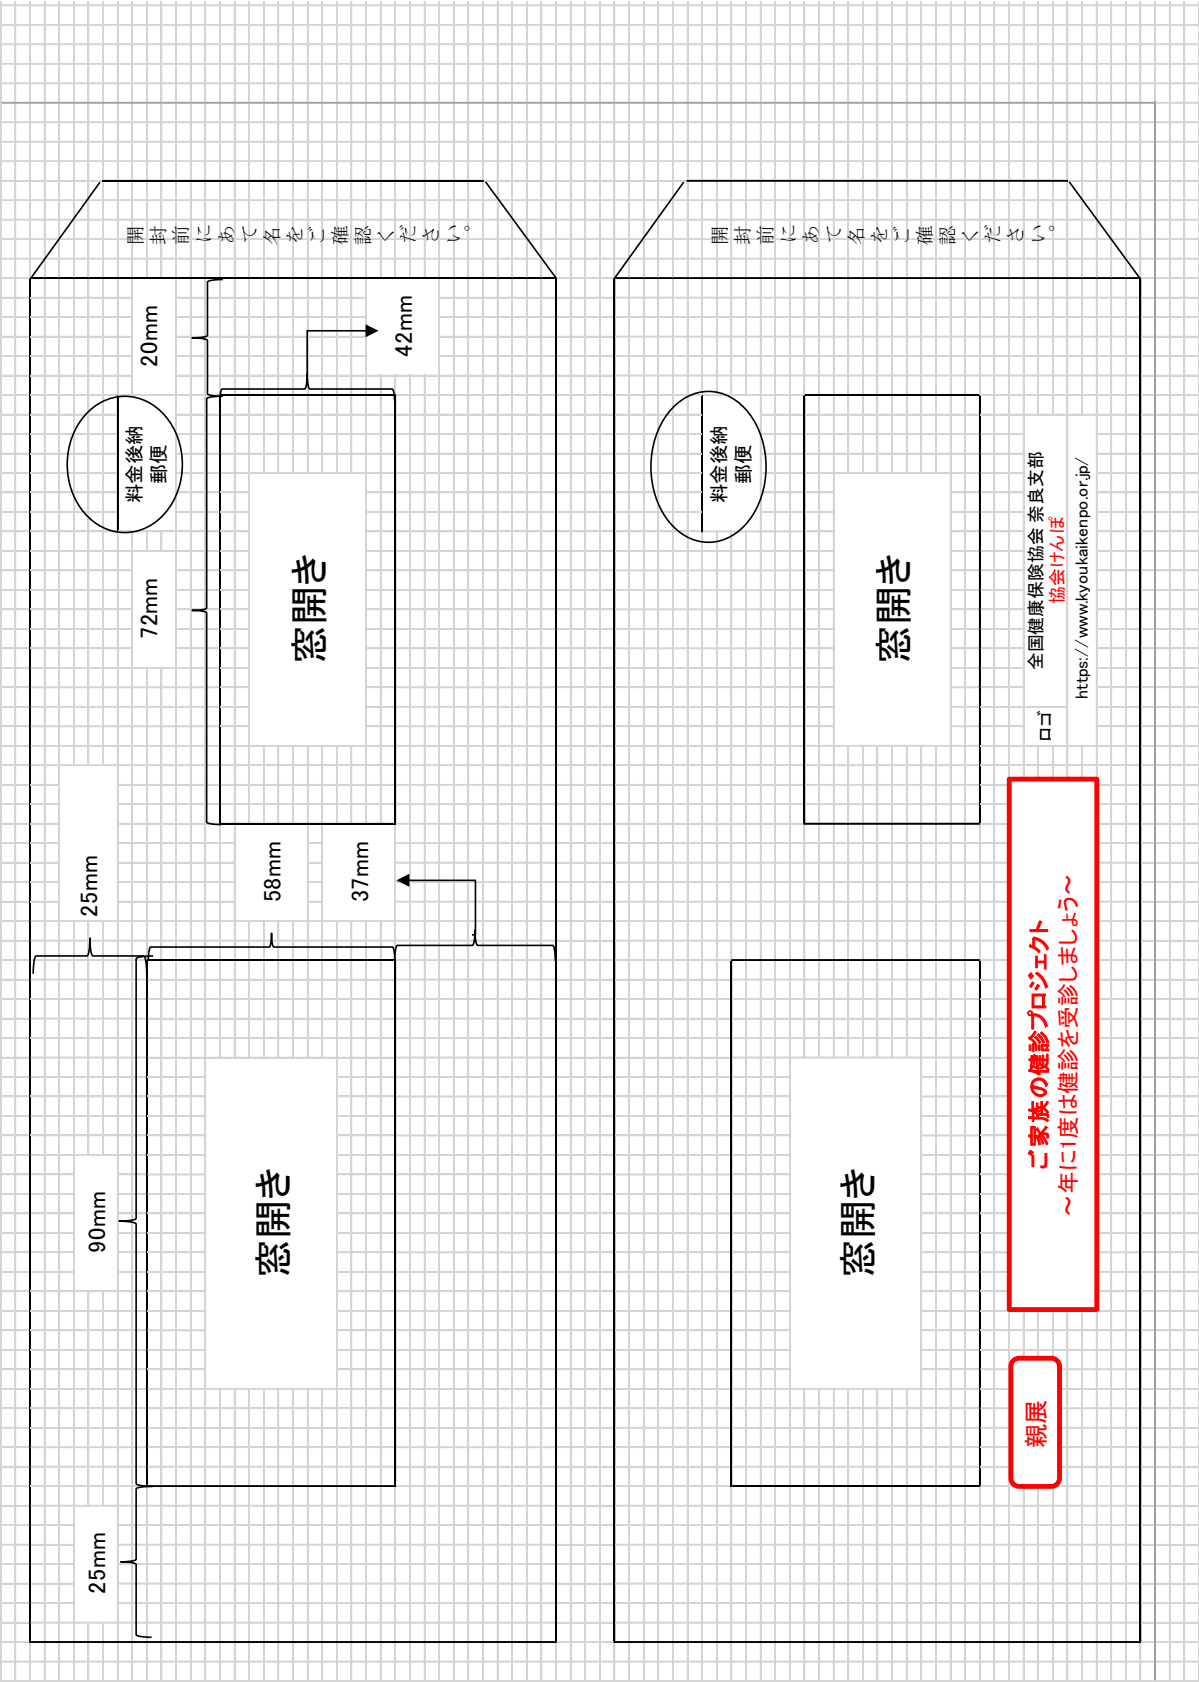 開封前にあて名をご確認ください。
20mm
42mm
料金後納
郵便
72mm
窓開き
25mm
58mm
37mm
90mm
窓開き
25mm
開封前にあて名をご確認ください。
料金後納
郵便
窓開き
窓開き
ロゴ
全国健康保険協会 奈良支部
協会けんぽ
https://www.kyoukaikenpo.or.jp/
ご家族の健診プロジェクト
～年に1度は健診を受診しましょう～
親展